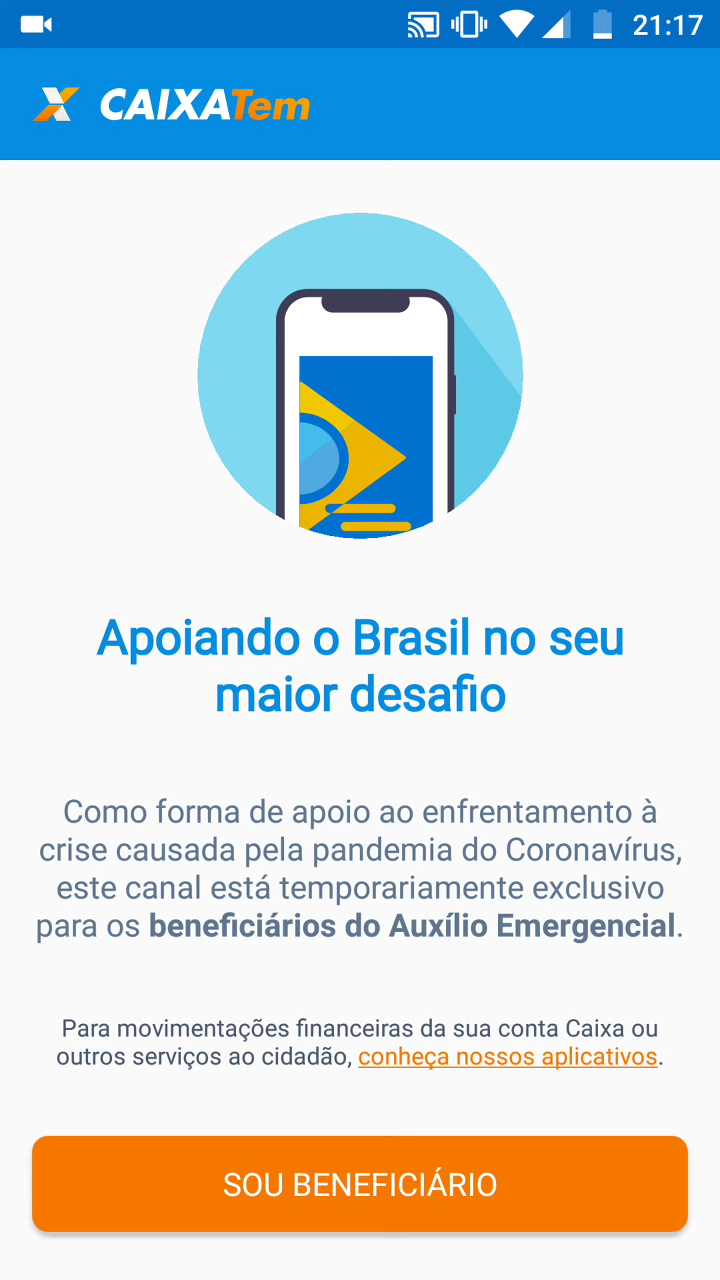 21:17
CAIXATem
Apoiando o Brasil no seu
maior desafio
Como forma de apoio ao enfrentamento à
crise causada pela pandemia do Coronavírus,
este canal está temporariamente exclusivo
para os beneficiários do Auxílio Emergencial.
Para movimentações financeiras da sua conta Caixa ou
outros serviços ao cidadão, conheça nossos aplicativos.
SOU BENEFICIÁRIO